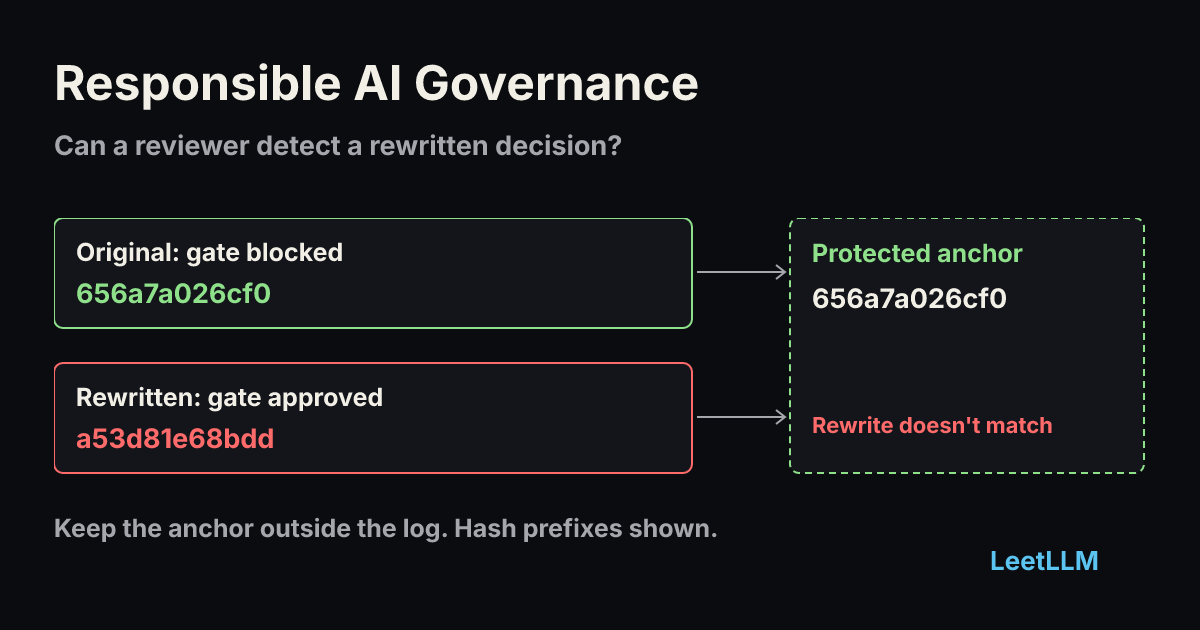 Responsible AI Governance
Can a reviewer detect a rewritten decision?
Original: gate blocked
656a7a026cf0
Protected anchor
656a7a026cf0
Rewritten: gate approved
a53d81e68bdd
Rewrite doesn't match
Keep the anchor outside the log. Hash prefixes shown.
LeetLLM